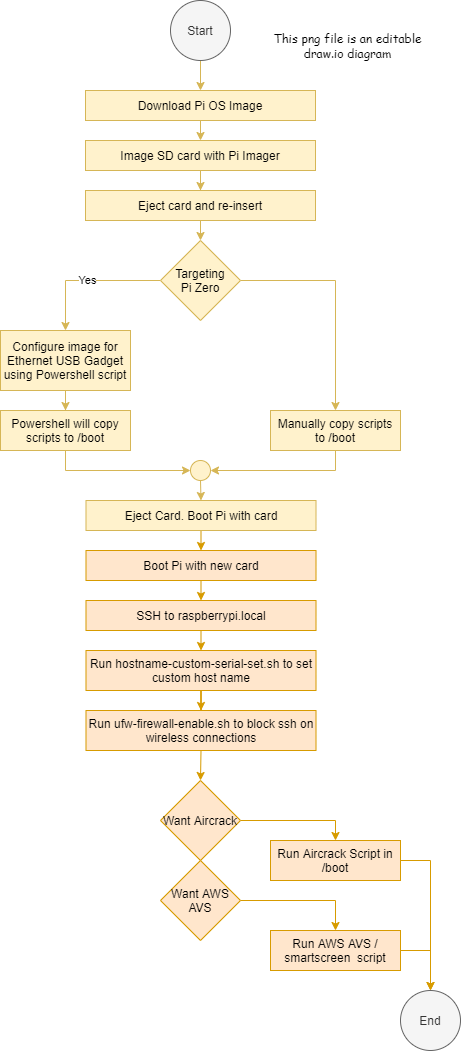 Start
This png file is an editable
draw.io diagram
Download Pi OS Image
Image SD card with Pi Imager
Eject card and re-insert
Targeting
Pi Zero
Yes
Configure image for
Ethernet USB Gadget
using Powershell script
Powershell will copy
scripts to /boot
Manually copy scripts
to /boot
Eject Card. Boot Pi with card
Boot Pi with new card
SSH to raspberrypi.local
Run hostname-custom-serial-set.sh to set
custom host name
Run ufw-firewall-enable.sh to block ssh on
wireless connections
Want Aircrack
Run Aircrack Script in
/boot
Want AWS
AVS
Run AWS AVS /
smartscreen script
End